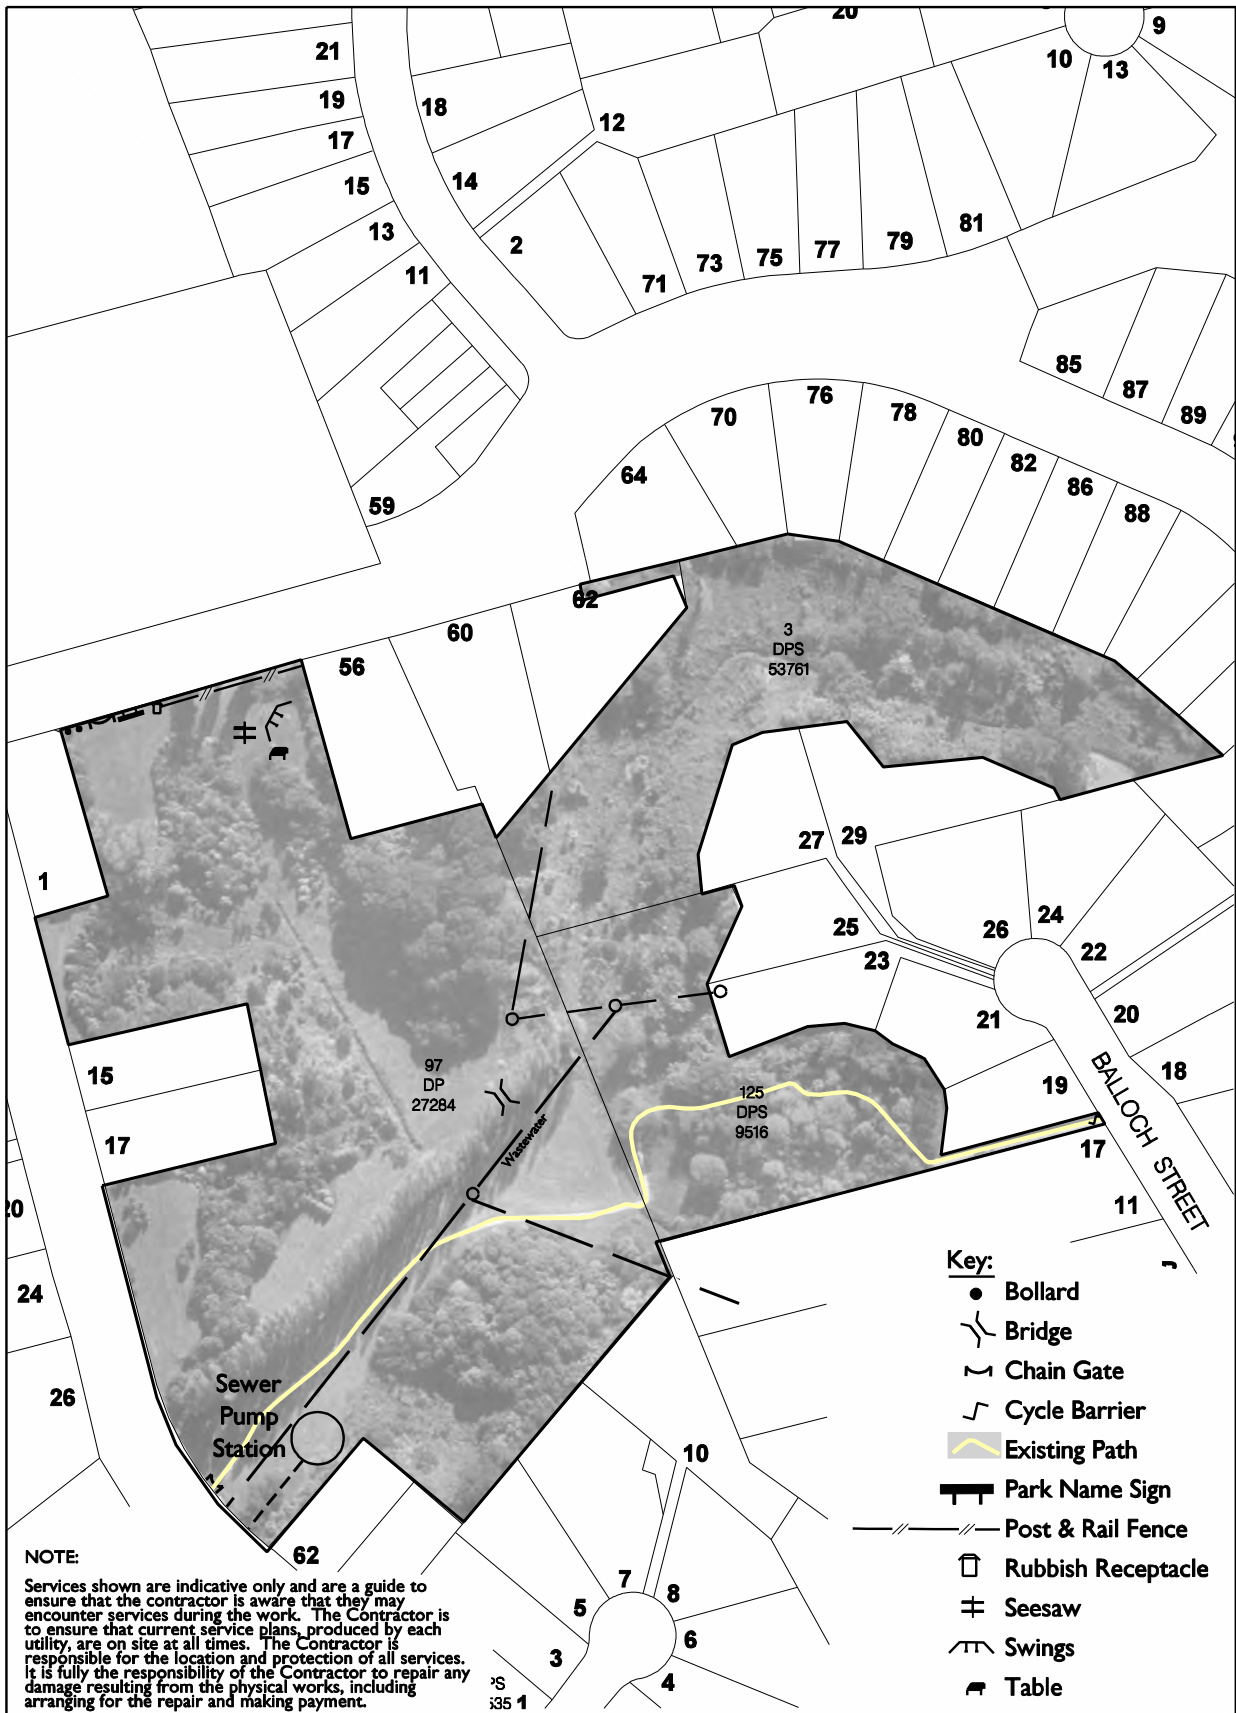 20
9
21
10
13
19
18
12
17
15
14
13
2
81
79
77
75
73
71
11
85
87
89
76
70
78
80
82
86
88
64
59
62
60
56
3
DPS
53761
1
27
29
25
26
24
22
23
21
20
15
97
DP
27284
125
DPS
9516
19
18
17
17
Wastewater
BALLOCH STREET
11
24
26
Sewer
Pump
Station
Key:
Bollard
Bridge
Chain Gate
Cycle Barrier
Existing Path
Park Name Sign
Post & Rail Fence
Rubbish Receptacle
Seesaw
Swings
Table
10
62
7
8
5
6
3
4
1
NOTE:
Services shown are indicative only and are a guide to
ensure that the contractor is aware that they may
encounter services during the work. The Contractor is
to ensure that current service plans, produced by each
utility, are on site at all times. The Contractor is
responsible for the location and protection of all services.
It is fully the responsibility of the Contractor to repair any
damage resulting from the physical works, including
arranging for the repair and making payment.